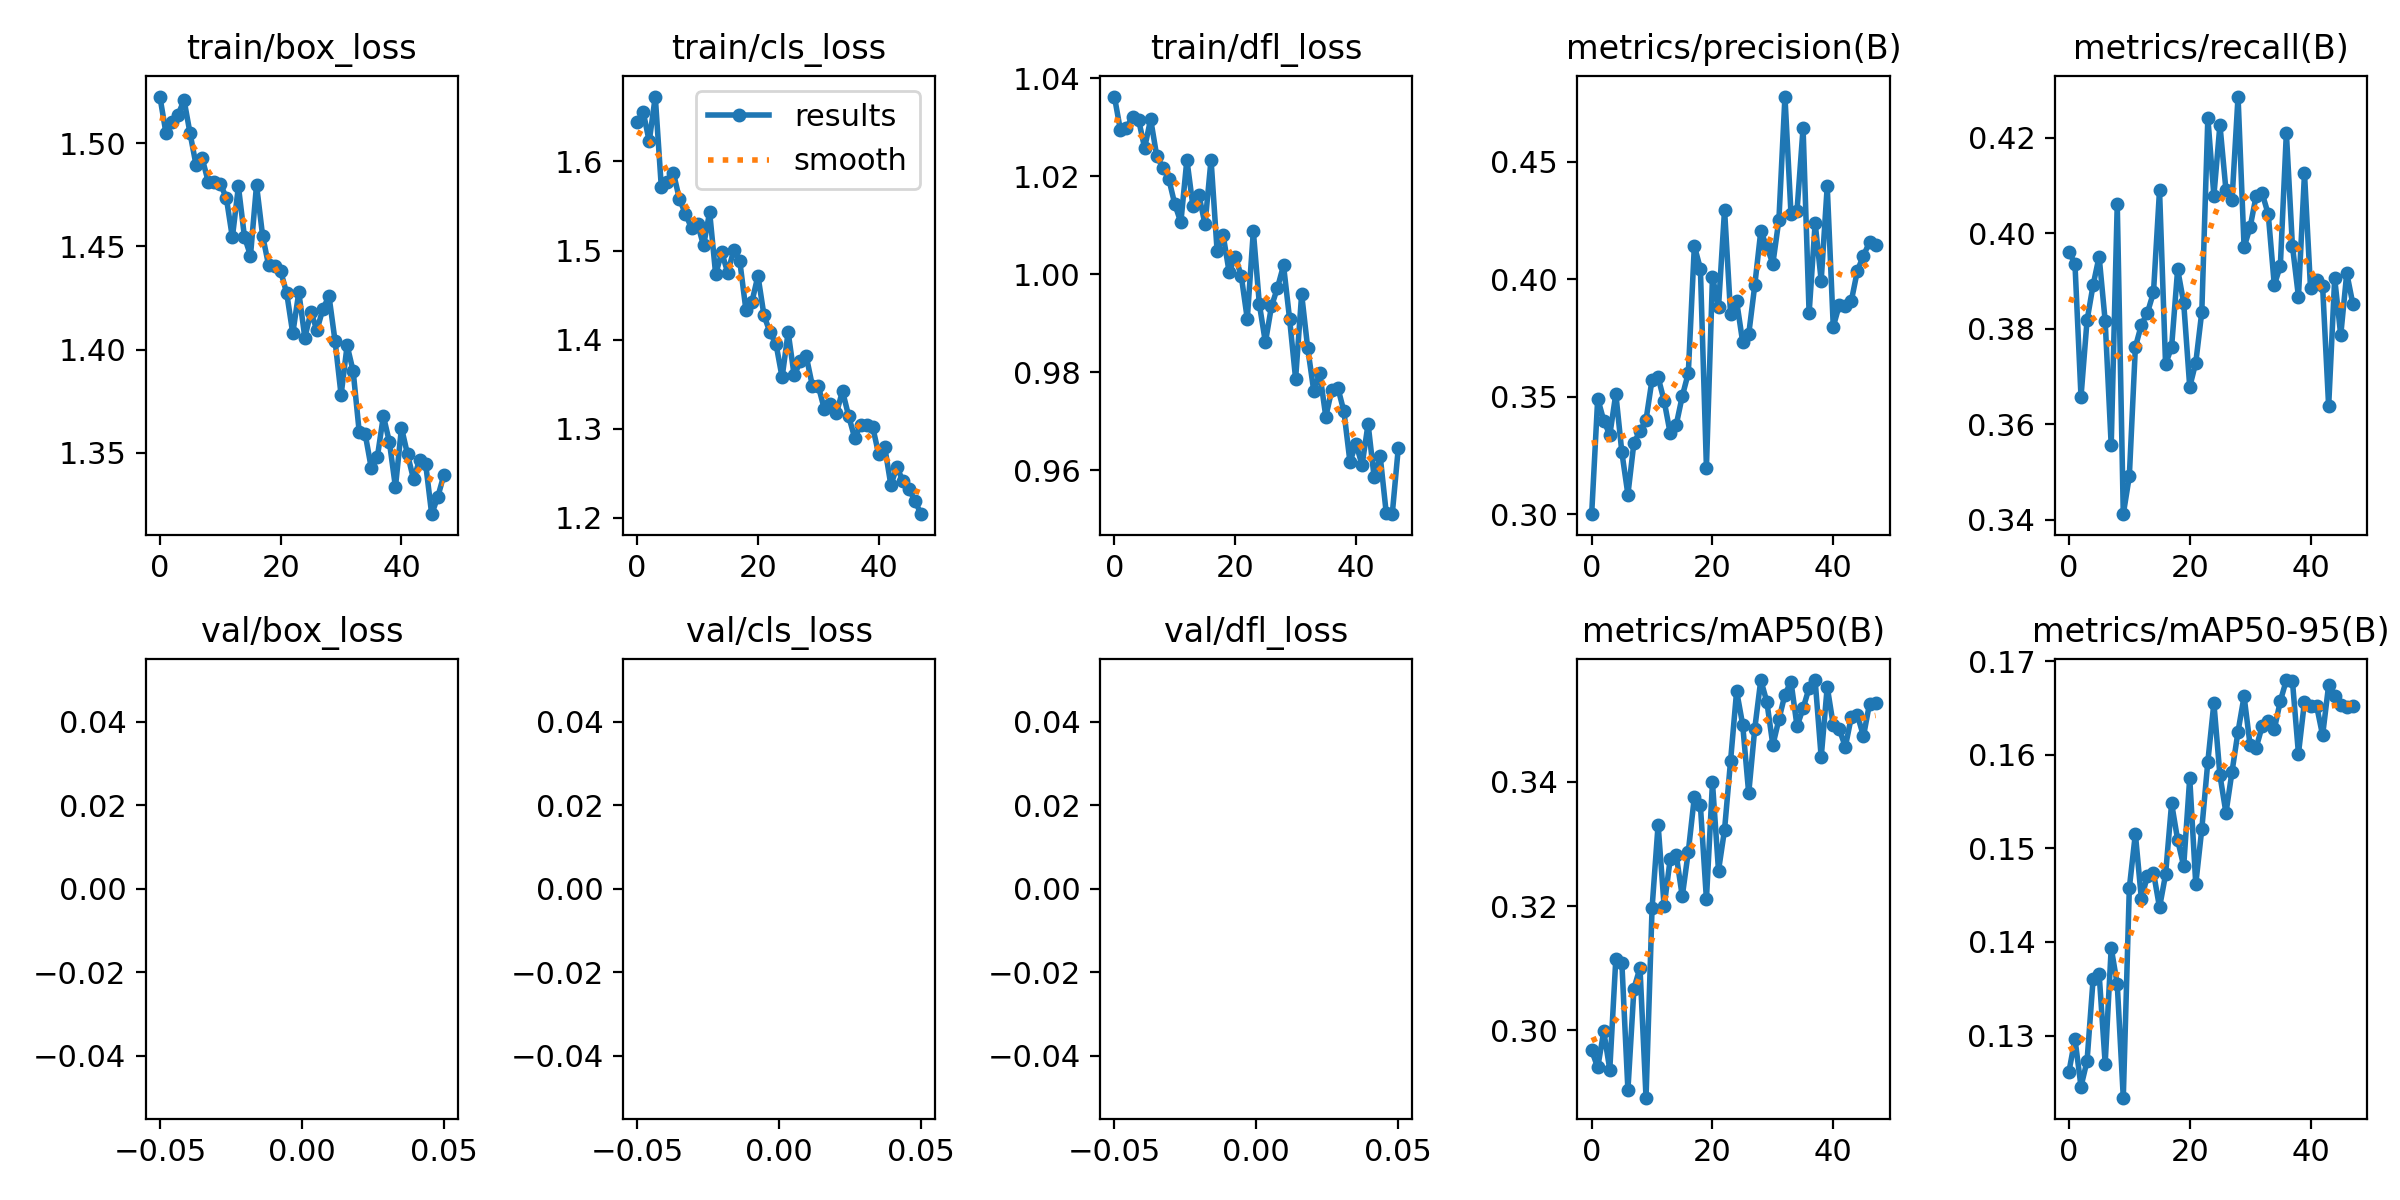 train/box_loss
1.50
1.45
1.40
1.35
0 20 40
train/cls_loss
results
smooth
1.6
1.5
1.4
1.3
1.2
0 20 40
train/dfl_loss
1.04
1.02
1.00
0.98
0.96
0 20 40
metrics/precision(B)
0.45
0.40
0.35
0.30
0 20 40
metrics/recall(B)
0.42
0.40
0.38
0.36
0.34
0 20 40
val/box_loss
0.04
0.02
0.00
−0.02
−0.04
−0.05 0.00 0.05
val/cls_loss
0.04
0.02
0.00
−0.02
−0.04
−0.05 0.00 0.05
val/dfl_loss
0.04
0.02
0.00
−0.02
−0.04
−0.05 0.00 0.05
metrics/mAP50(B)
0.34
0.32
0.30
0 20 40
metrics/mAP50-95(B)
0.17
0.16
0.15
0.14
0.13
0 20 40